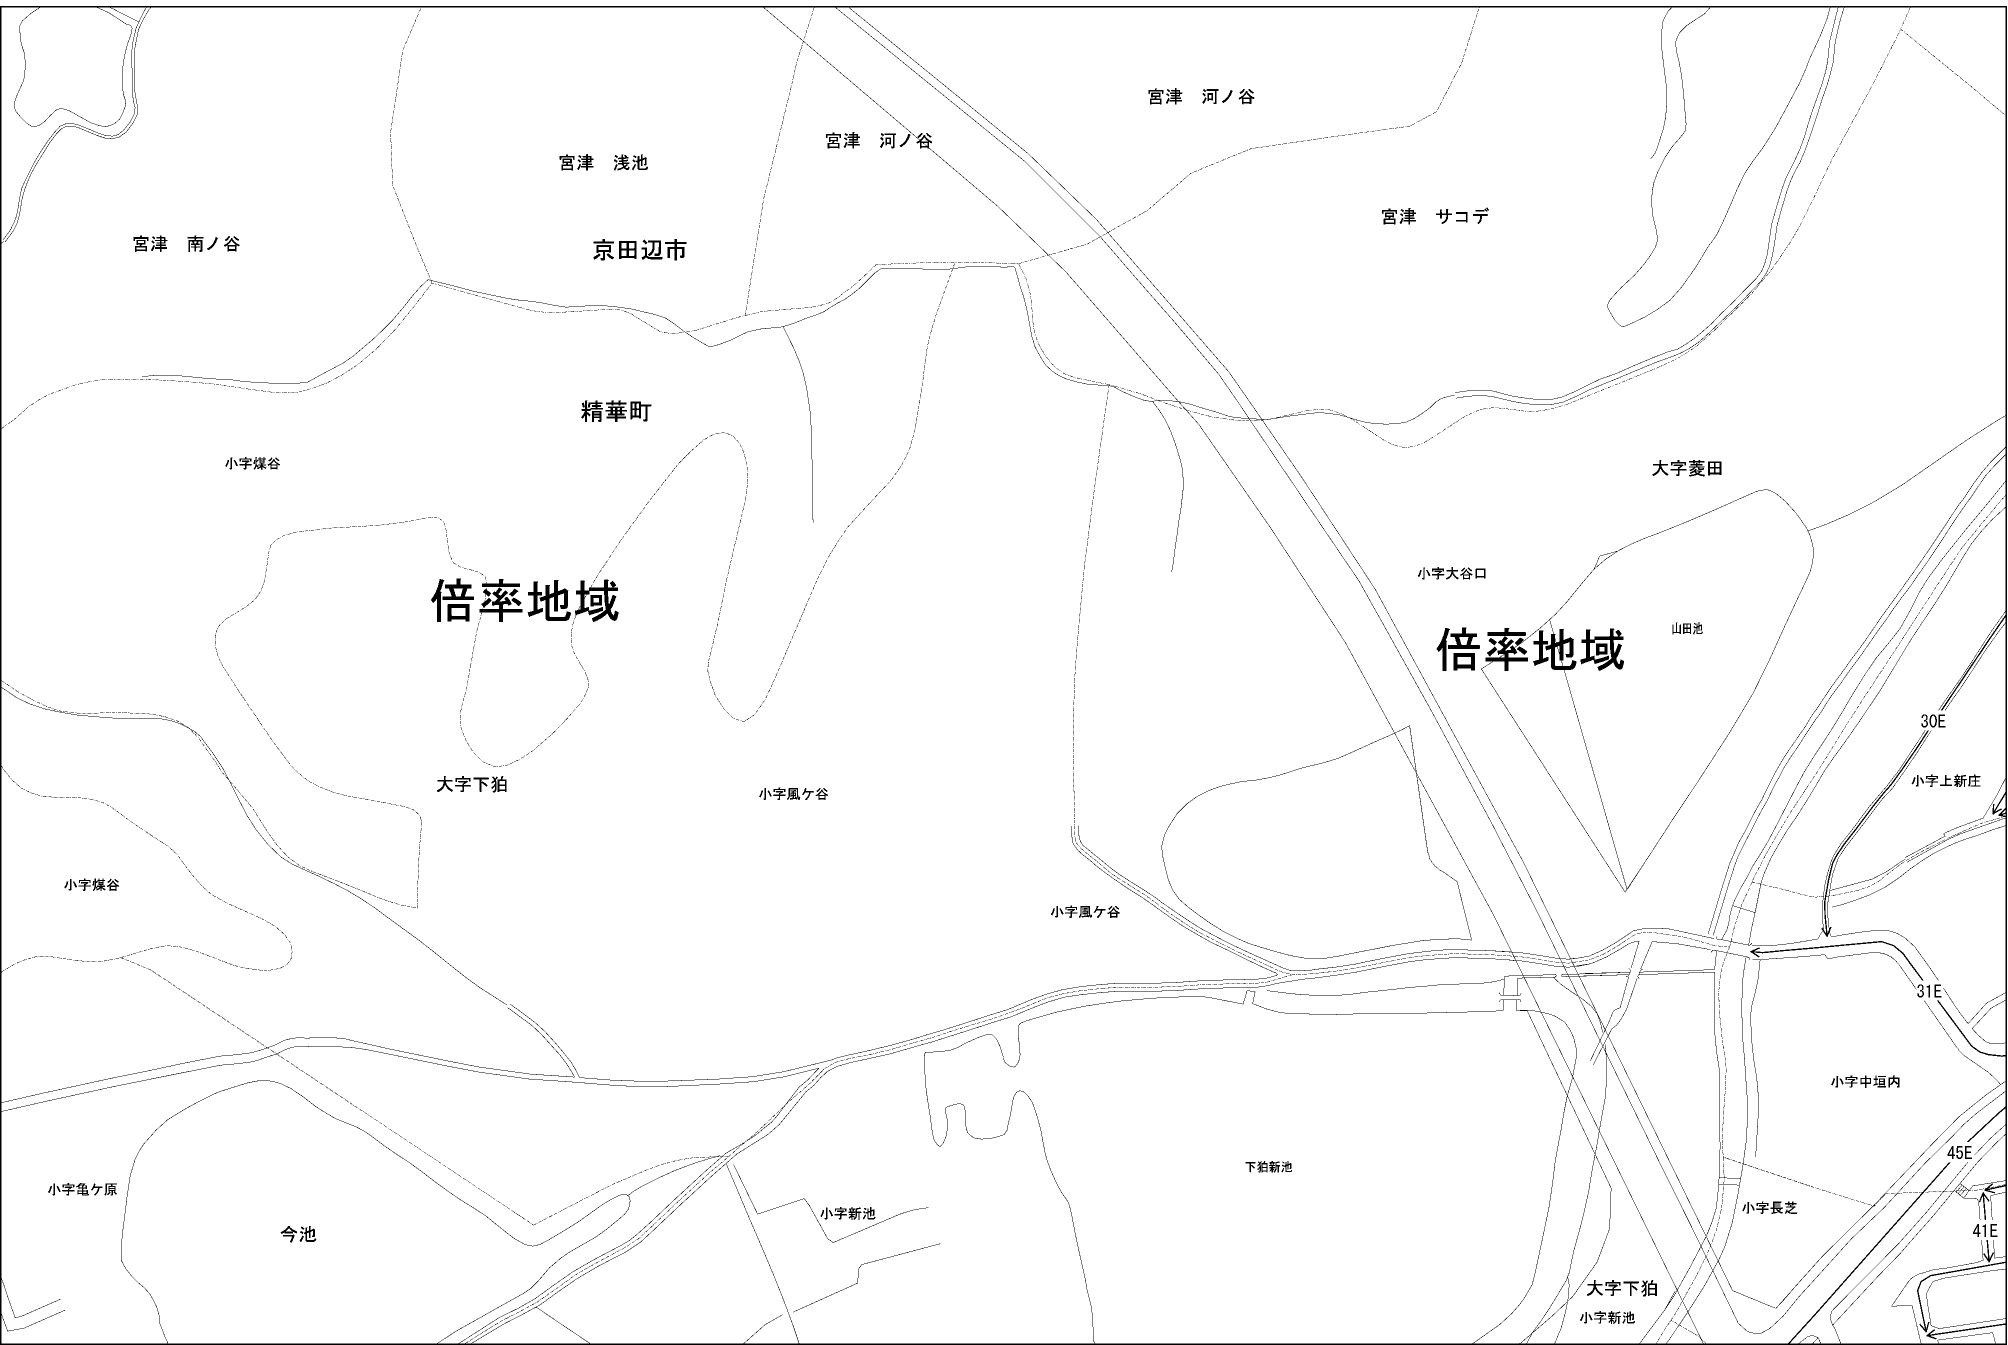 宮津　河ノ谷
宮津　河ノ谷
宮津　浅池
宮津　サコデ
宮津　南ノ谷
京田辺市
精華町
小字煤谷
大字菱田
小字大谷口
倍率地域
山田池
倍率地域
30E
小字上新庄
大字下狛
小字風ケ谷
小字煤谷
小字風ケ谷
31E
小字中垣内
45E
下狛新池
小字亀ケ原
小字長芝
小字新池
41E
今池
大字下狛
小字新池